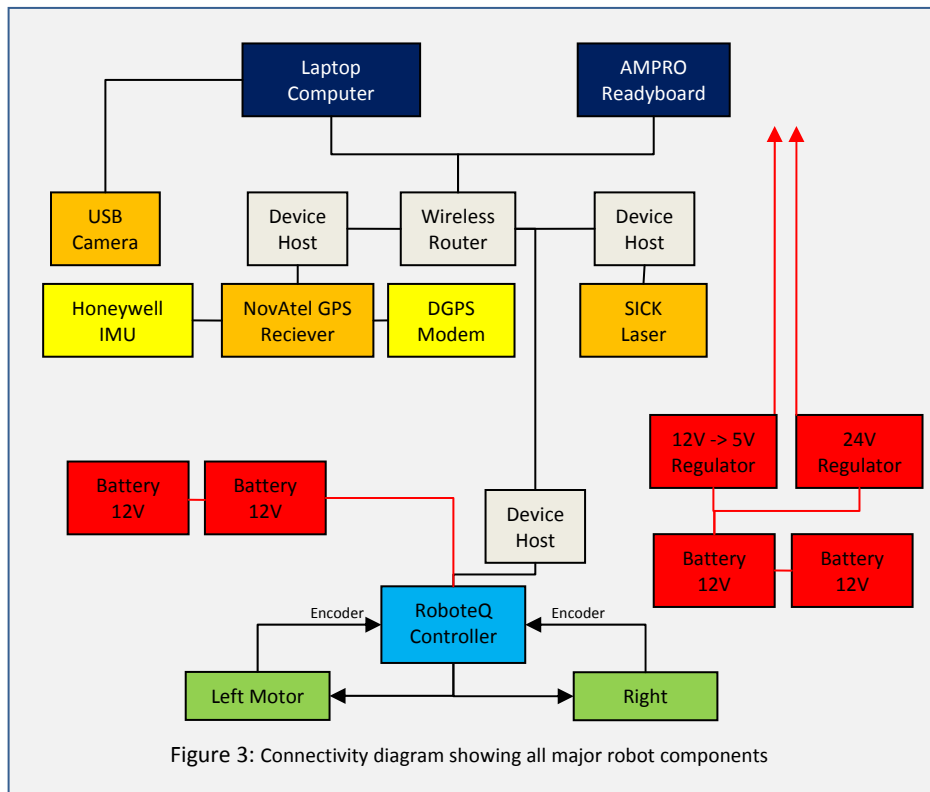 Laptop
Computer
AMPRO
Readyboard
USB
Camera
Device
Host
Wireless
Router
Device
Host
Honeywell
IMU
NovAtel GPS
Reciever
DGPS
Modem
SICK
Laser
12V -> 5V
Regulator
24V
Regulator
Battery
12V
Battery
12V
Device
Host
Battery
12V
Battery
12V
Encoder
RoboteQ
Controller
Encoder
Left Motor
Right
Figure 3: Connectivity diagram showing all major robot components